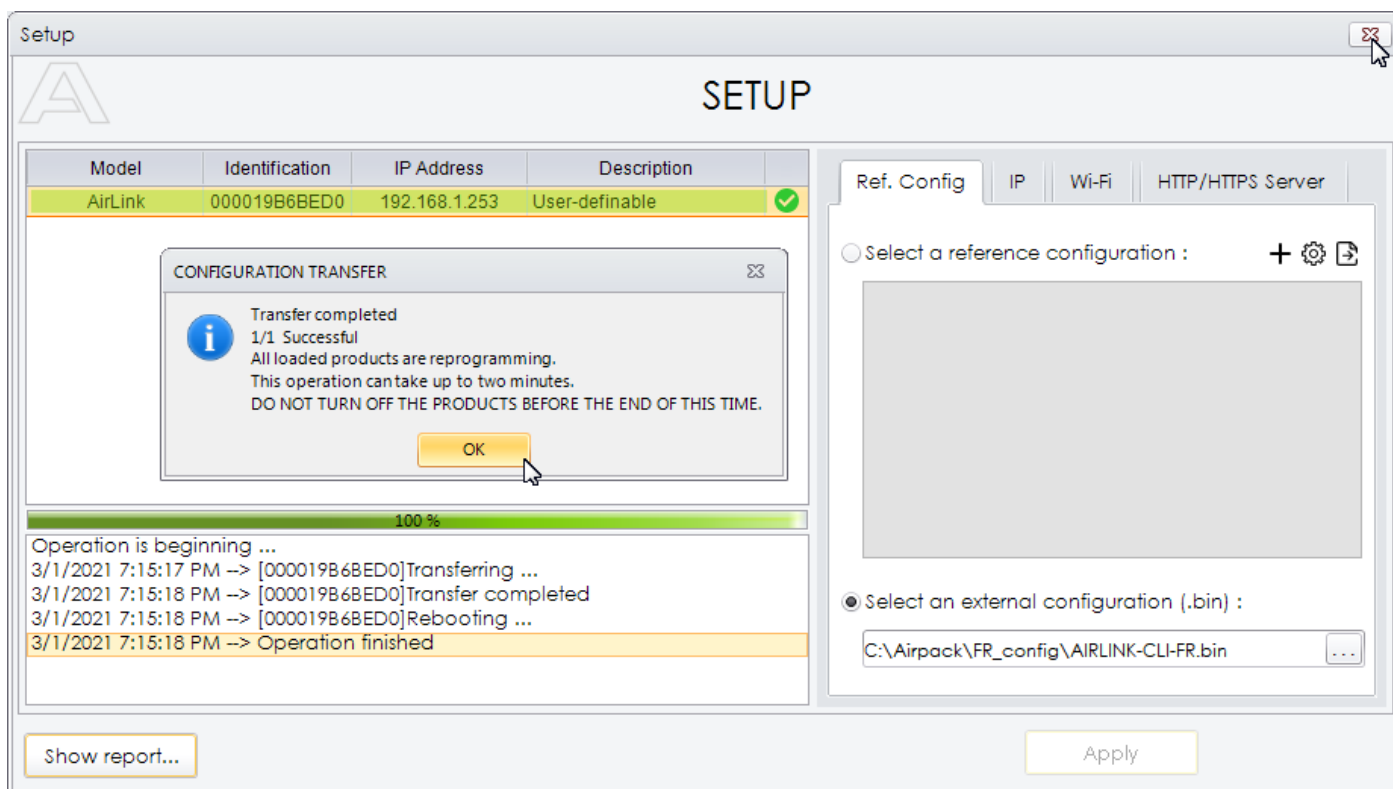 Setup
SETUP
Model Identification IP Address Description
AirLink 000019B6BED0 192.168.1.253 User-definable
CONFIGURATION TRANSFER
Transfer completed
1/1 Successful
All loaded products are reprogramming.
This operation can take up to two minutes.
DO NOT TURN OFF THE PRODUCTS BEFORE THE END OF THIS TIME.
OK
100 %
Operation is beginning ...
3/1/2021 7:15:17 PM --> [000019B6BED0]Transferring ...
3/1/2021 7:15:18 PM --> [000019B6BED0]Transfer completed
3/1/2021 7:15:18 PM --> [000019B6BED0]Rebooting ...
3/1/2021 7:15:18 PM --> Operation finished
Ref. Config IP Wi-Fi HTTP/HTTPS Server
Select a reference configuration :
Select an external configuration (.bin) :
C:\Airpack\FR_config\AIRLINK-CLI-FR.bin ...
Show report...
Apply